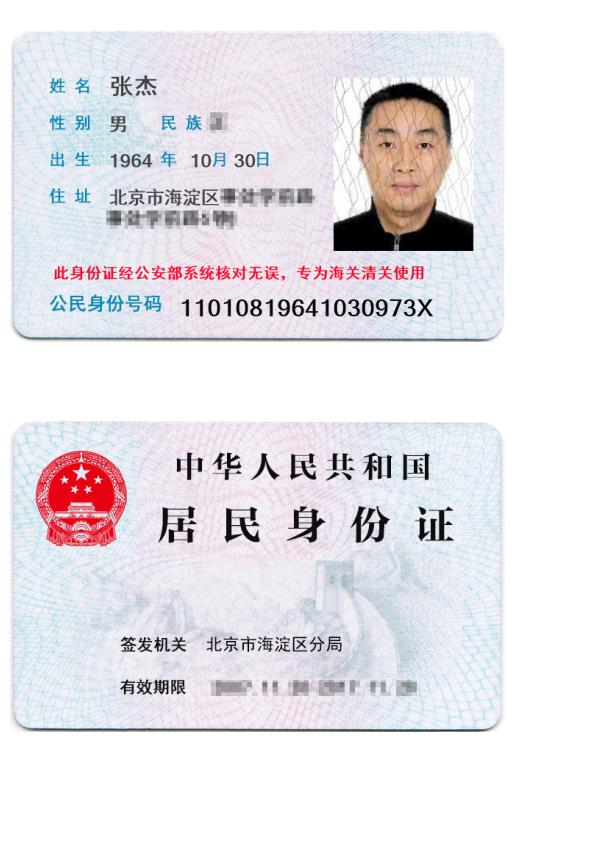 姓名 张杰
性别 男 民族
出生 1964 年 10月 30日
住址 北京市海淀区
此身份证经公安部系统核对无误，专为海关清关使用
公民身份号码 11010819641030973X
中华人民共和国
居民身份证
签发机关 北京市海淀区分局
有效期限